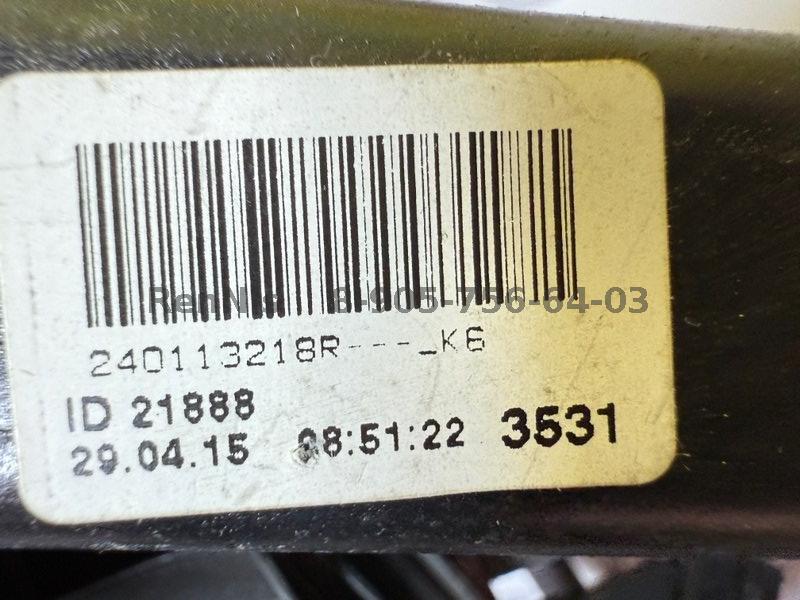 RenN.s 8-905-756-64-03
240113218R---_K6
ID 21888
29.04.15 08:51:22 3531